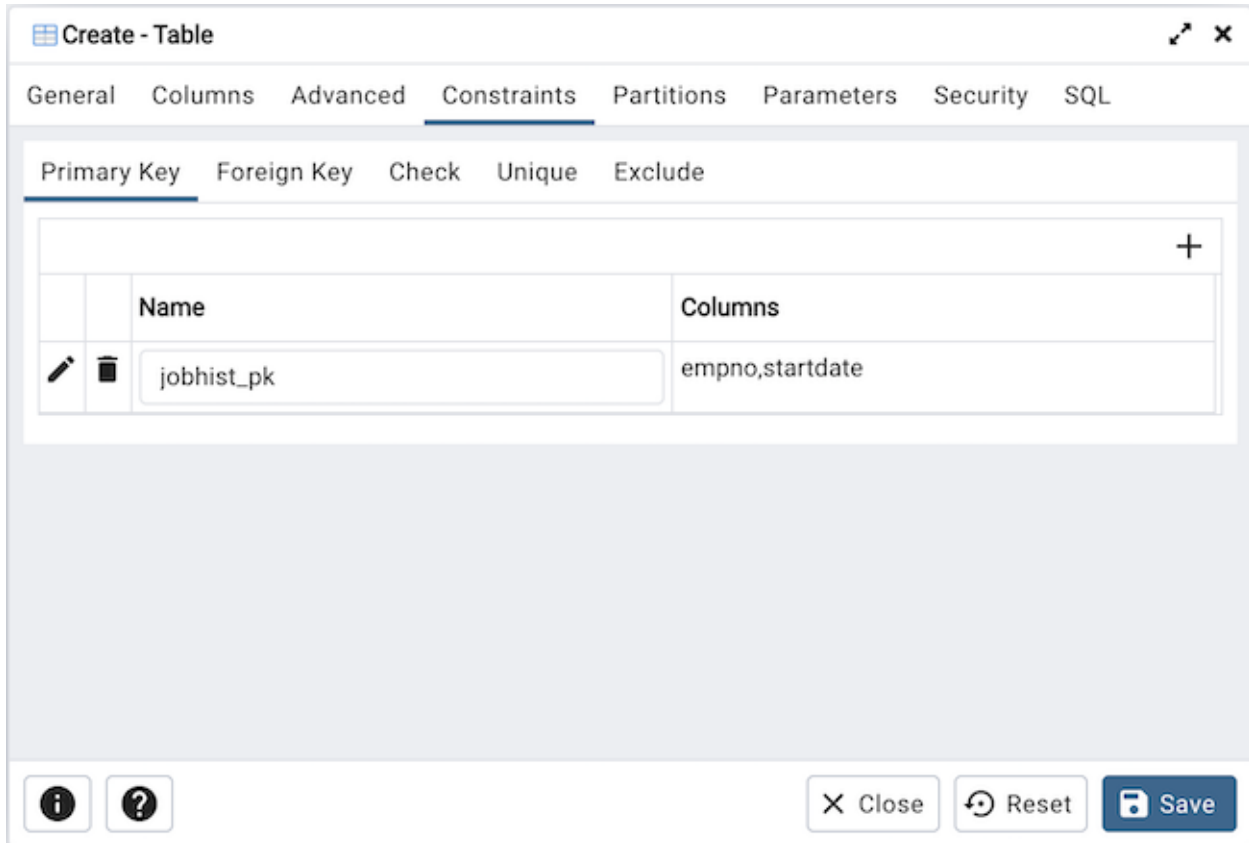 Create - Table
General Columns Advanced Constraints Partitions Parameters Security SQL
Primary Key Foreign Key Check Unique Exclude
Name Columns
jobhist_pk empno,startdate
Close Reset Save